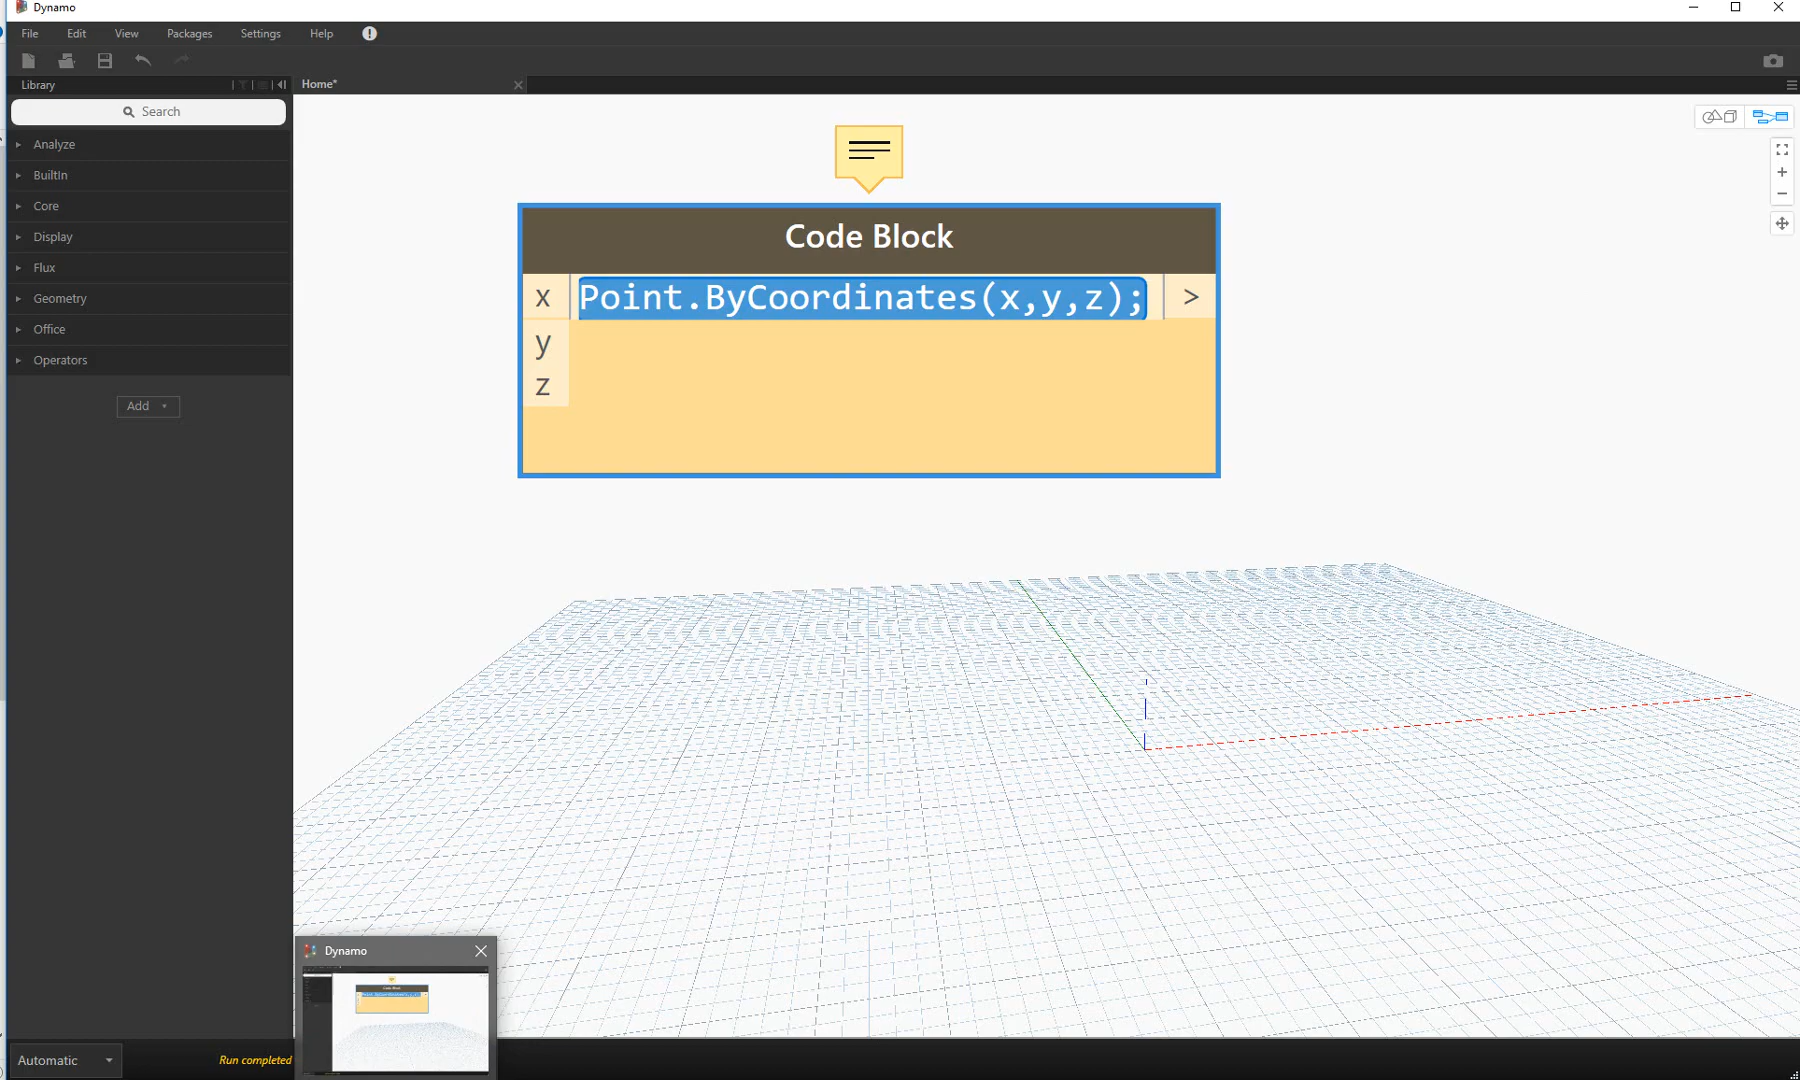 Dynamo
File Edit View Packages Settings Help
Library
Home*
Search
Analyze
BuiltIn
Core
Display
Flux
Geometry
Office
Operators
Add
Code Block
x Point.ByCoordinates(x,y,z); >
y
z
Dynamo
Automatic
Run completed